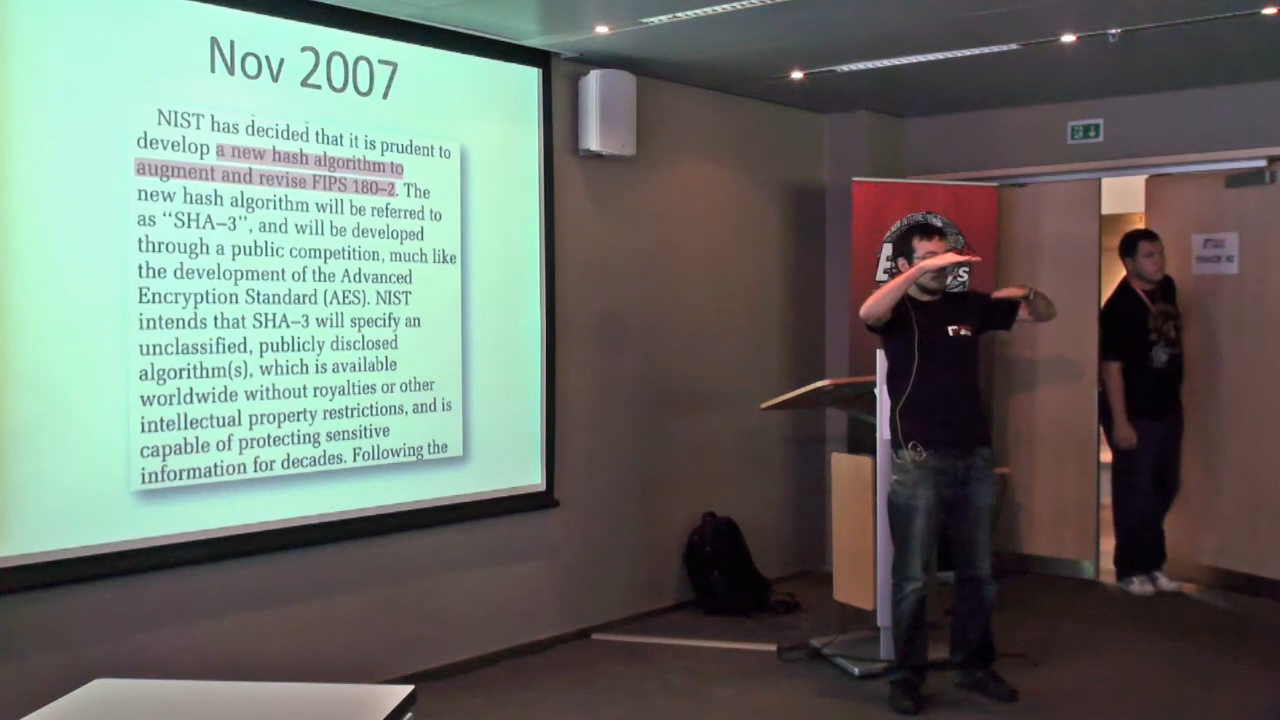 Nov 2007
NIST has decided that it is prudent to
develop a new hash algorithm to
augment and revise FIPS 180–2. The
new hash algorithm will be referred to
as “SHA–3”, and will be developed
through a public competition, much like
the development of the Advanced
Encryption Standard (AES). NIST
intends that SHA–3 will specify an
unclassified, publicly disclosed
algorithm(s), which is available
worldwide without royalties or other
intellectual property restrictions, and is
capable of protecting sensitive
information for decades. Following the